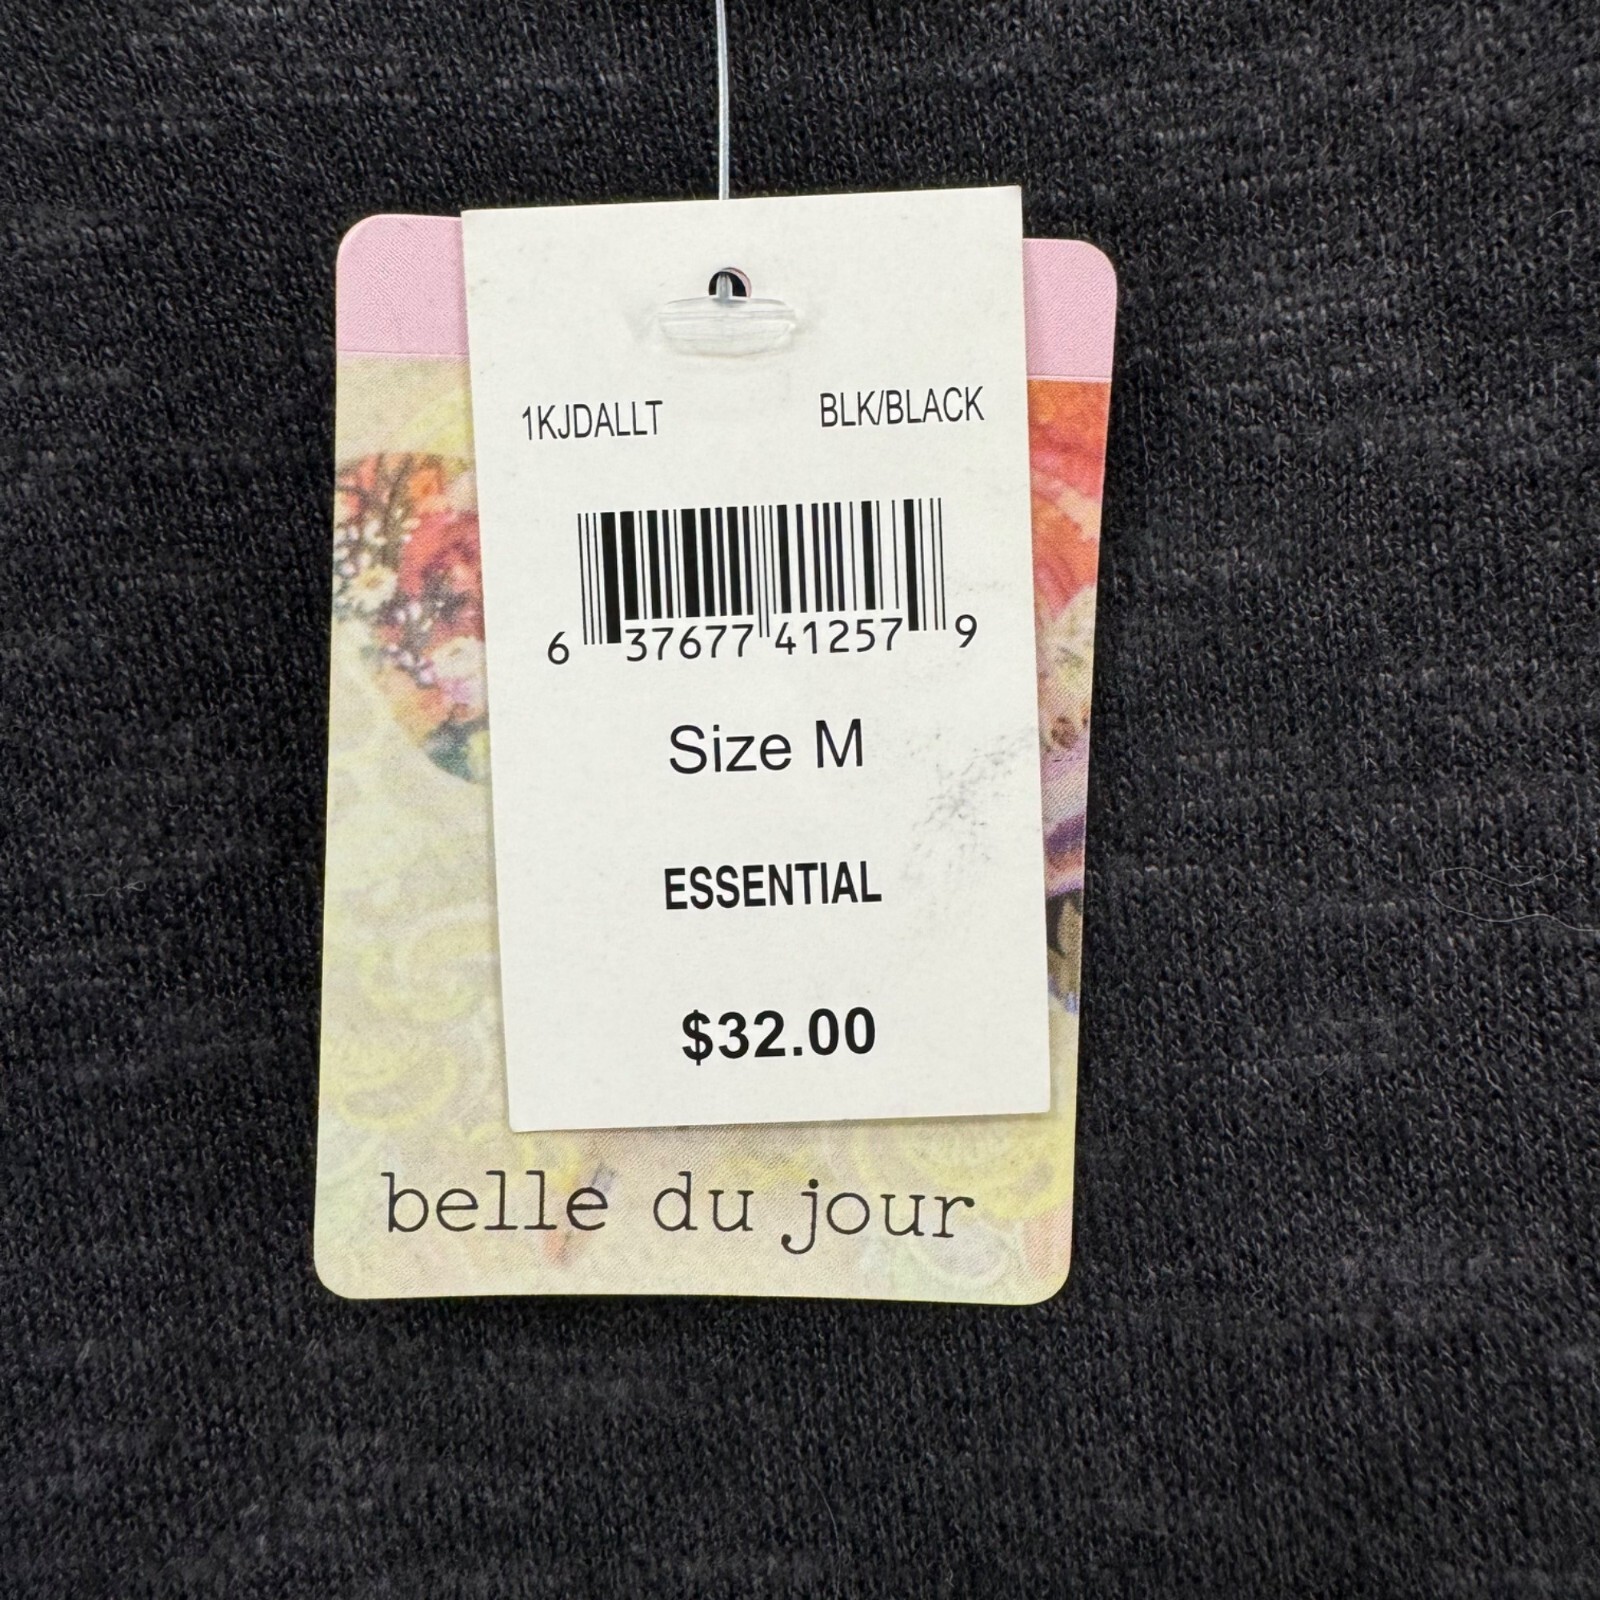 1KJDALLT BLK/BLACK
6 37677 41257 9
Size M
ESSENTIAL
$32.00
belle du jour